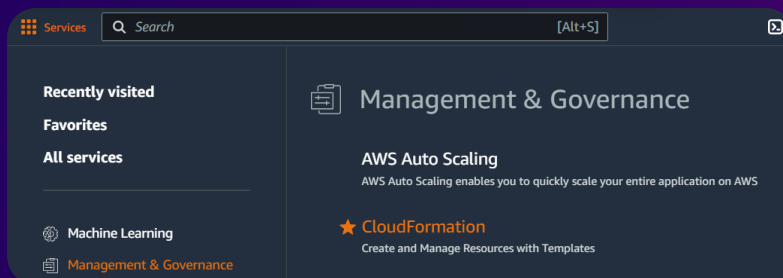 Services
Search
[Alt+S]
Recently visited
Favorites
All services
Machine Learning
Management & Governance
Management & Governance
AWS Auto Scaling
AWS Auto Scaling enables you to quickly scale your entire application on AWS
CloudFormation
Create and Manage Resources with Templates